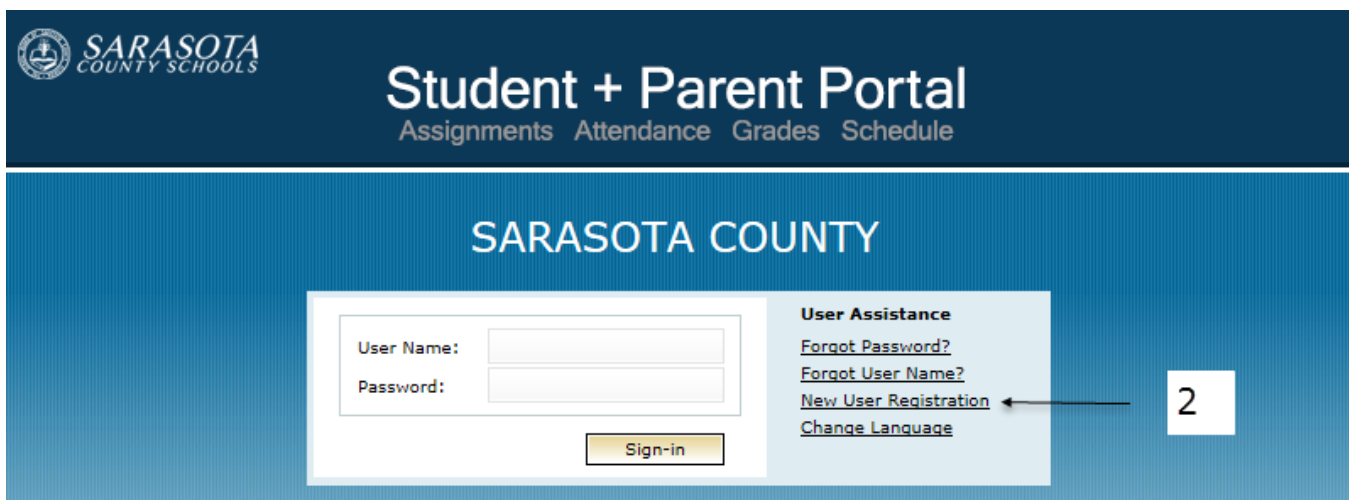 SARASOTA
COUNTY SCHOOLS
Student + Parent Portal
Assignments Attendance Grades Schedule
SARASOTA COUNTY
User Name:
Password:
Sign-in
User Assistance
Forgot Password?
Forgot User Name?
New User Registration
Change Language
2